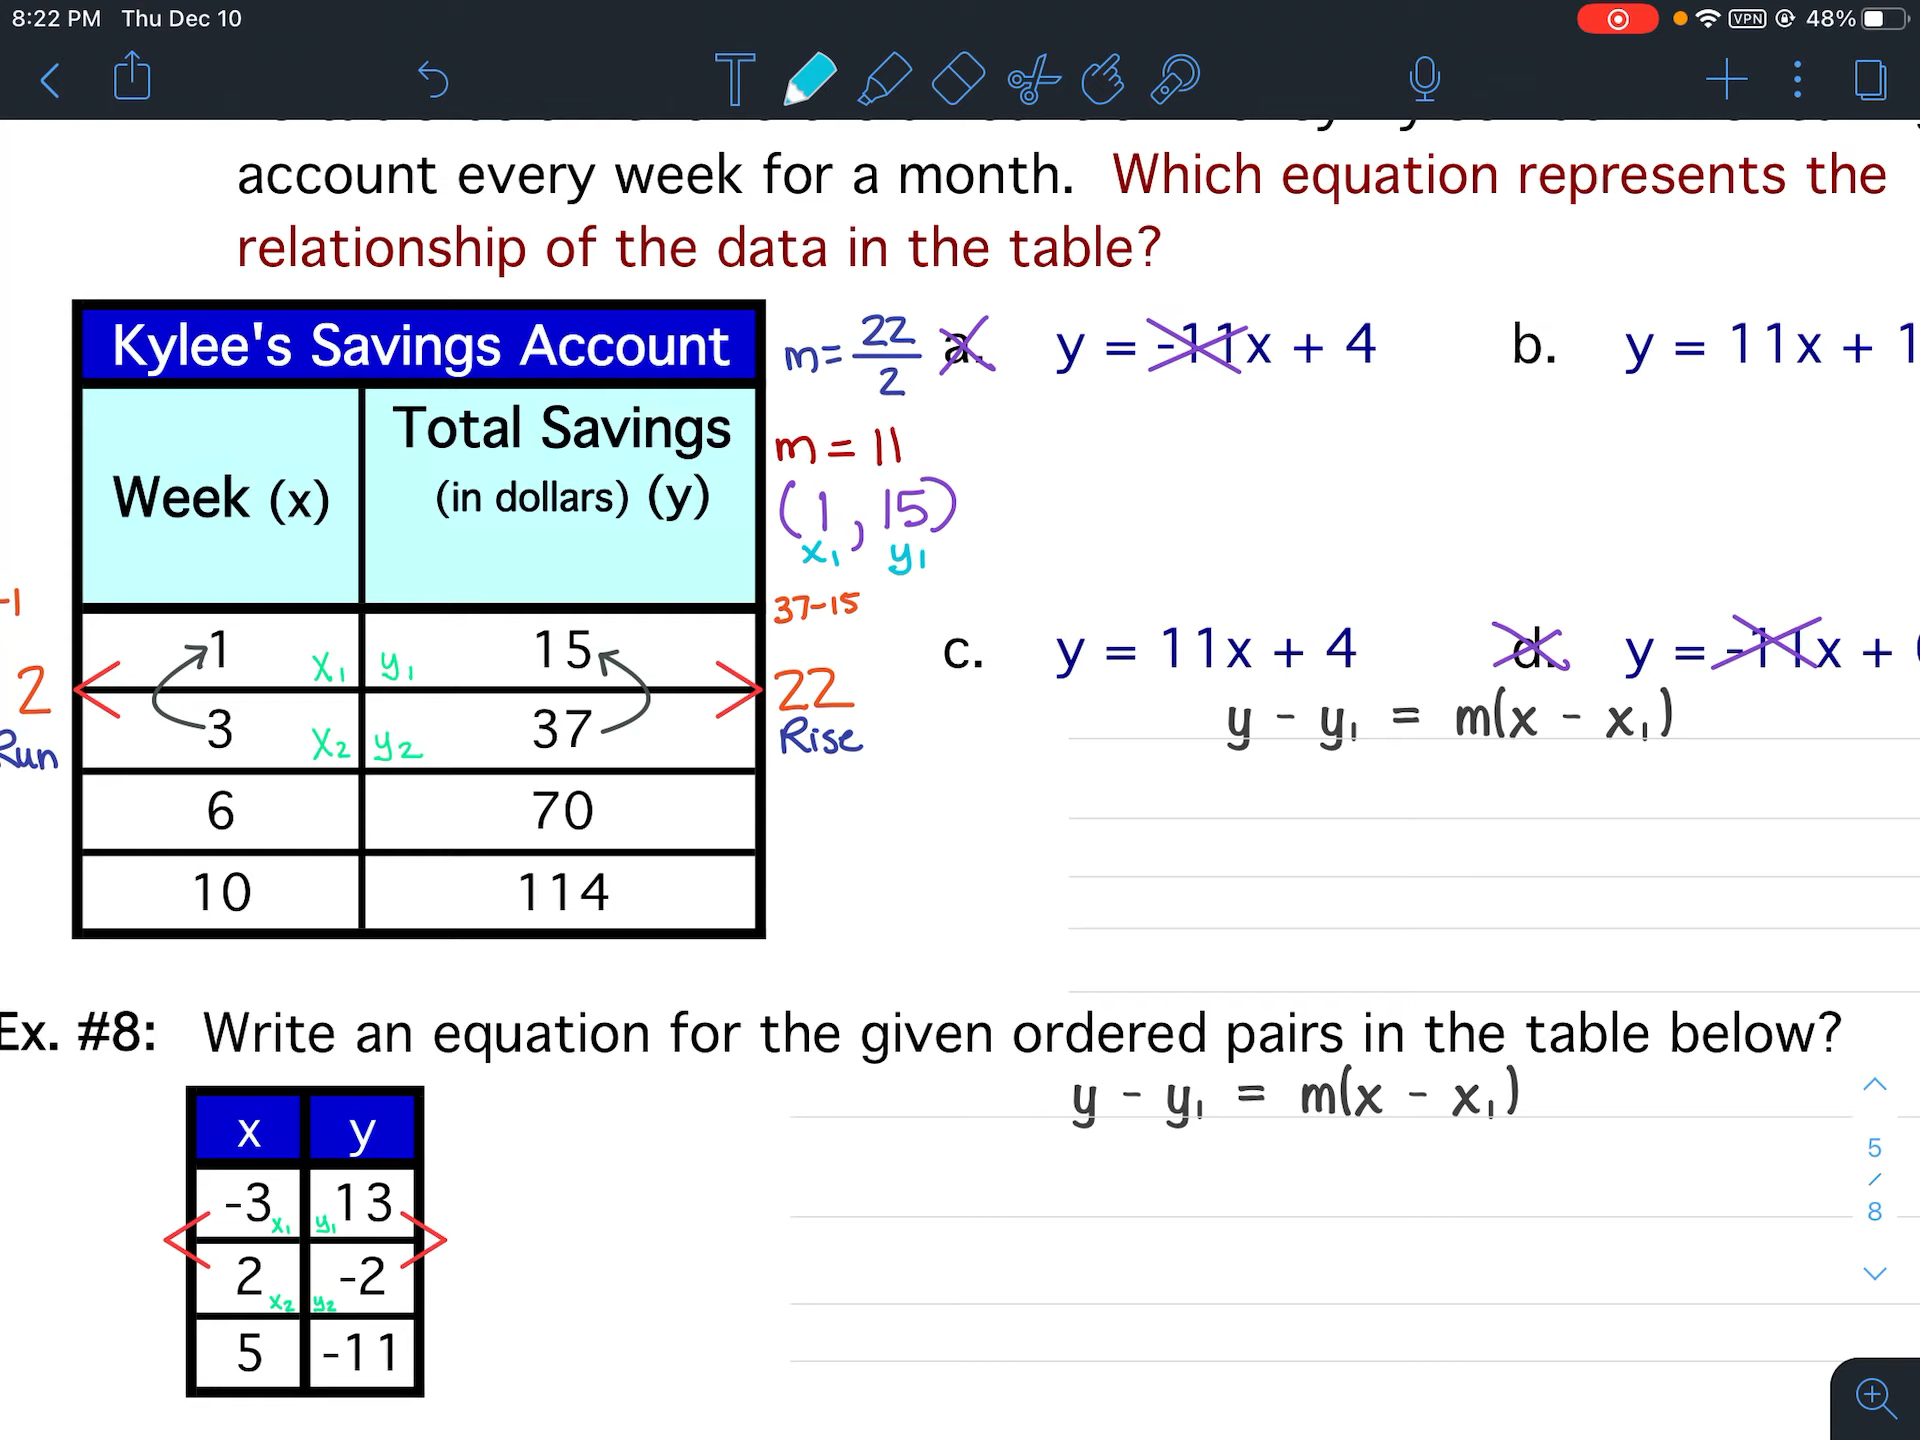 8:22 PM Thu Dec 10
VPN 48%
account every week for a month. Which equation represents the
relationship of the data in the table?
Kylee's Savings Account
Week (x)
Total Savings
(in dollars) (y)
1 x₁ y₁ 15
3 x₂ y₂ 37
6 70
10 114
-1
2
Run
m = 22/2
m = 11
(1, 15)
x₁ y₁
37-15
22
Rise
a. y = -11x + 4
b. y = 11x + 1
c. y = 11x + 4
d. y = -11x +
y - y₁ = m(x - x₁)
Ex. #8: Write an equation for the given ordered pairs in the table below?
y - y₁ = m(x - x₁)
x y
-3 x₁ y₁ 13
2 x₂ y₂ -2
5 -11
5
/
8